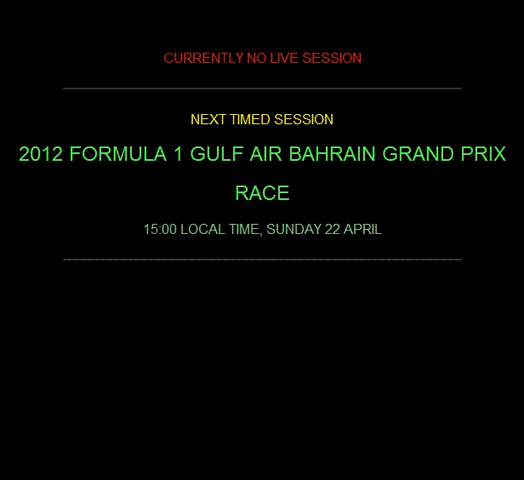 CURRENTLY NO LIVE SESSION
NEXT TIMED SESSION
2012 FORMULA 1 GULF AIR BAHRAIN GRAND PRIX
RACE
15:00 LOCAL TIME, SUNDAY 22 APRIL